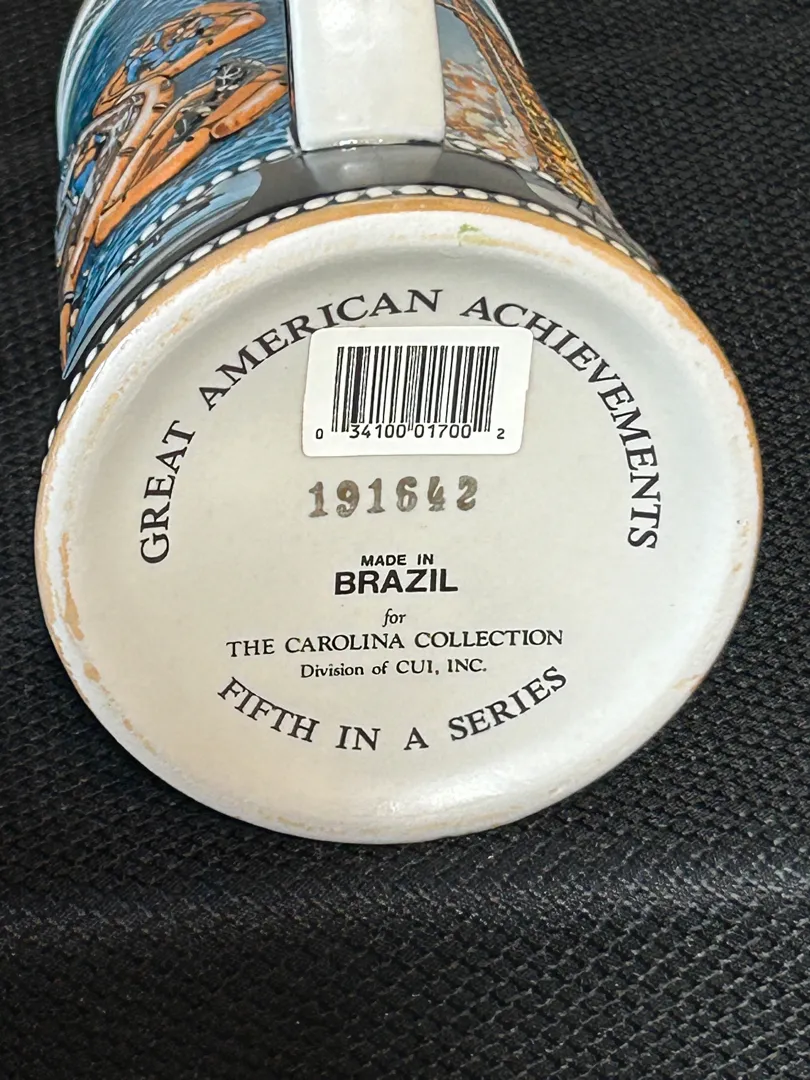 GREAT AMERICAN ACHIEVEMENTS
0 34100 01700 2
191642
MADE IN
BRAZIL
for
THE CAROLINA COLLECTION
Division of CUI, INC.
FIFTH IN A SERIES